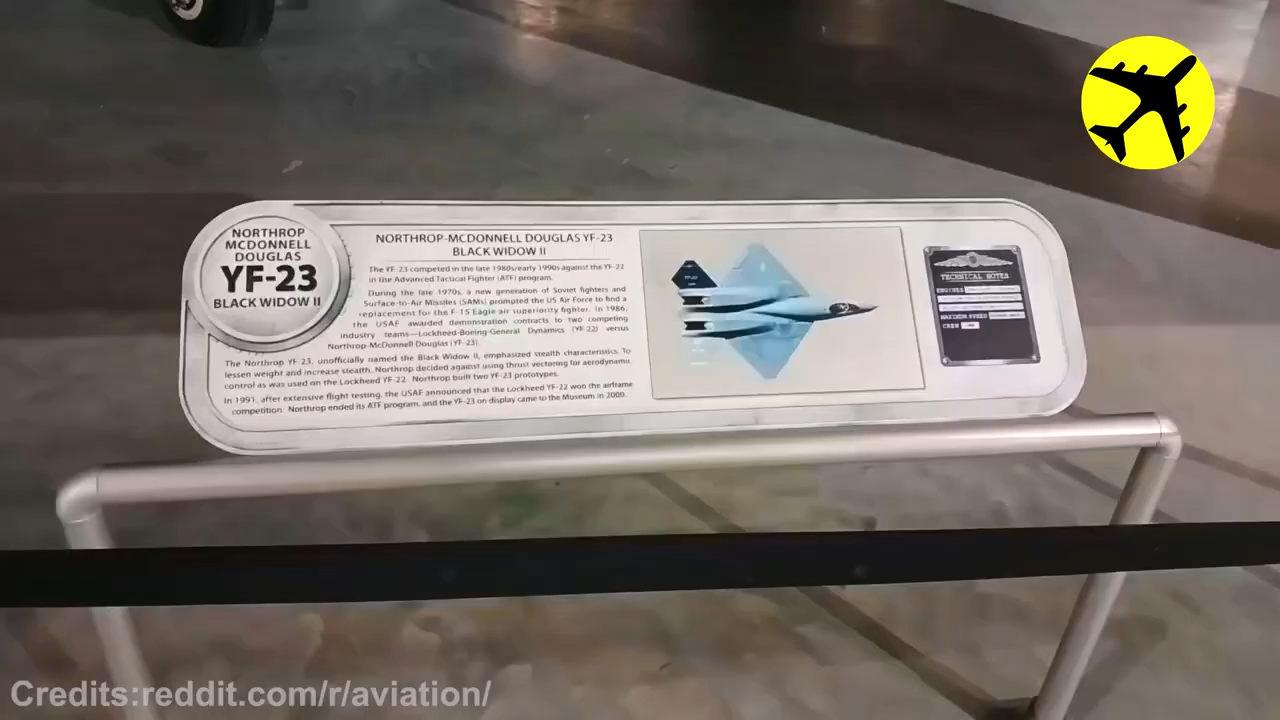 NORTHROP
MCDONNELL
DOUGLAS
YF-23
BLACK WIDOW II
NORTHROP-MCDONNELL DOUGLAS YF-23
BLACK WIDOW II
The YF-23 competed in the late 1980s/early 1990s against the YF-22
in the Advanced Tactical Fighter (ATF) program.
During the late 1970s, a new generation of Soviet fighters and
Surface-to-Air Missiles (SAMs) prompted the US Air Force to find a
replacement for the F-15 Eagle air superiority fighter. In 1986,
the USAF awarded demonstration contracts to two competing
industry teams—Lockheed-Boeing-General Dynamics (YF-22) versus
Northrop-McDonnell Douglas (YF-23).
The Northrop YF-23, unofficially named the Black Widow II, emphasized stealth characteristics. To
lessen weight and increase stealth, Northrop decided against using thrust vectoring for aerodynamic
control as was used on the Lockheed YF-22. Northrop built two YF-23 prototypes.
In 1991, after extensive flight testing, the USAF announced that the Lockheed YF-22 won the airframe
competition. Northrop ended its ATF program, and the YF-23 on display came to the Museum in 2000.
TECHNICAL NOTES
ENGINES
MAXIMUM SPEED
CREW
Credits:reddit.com/r/aviation/